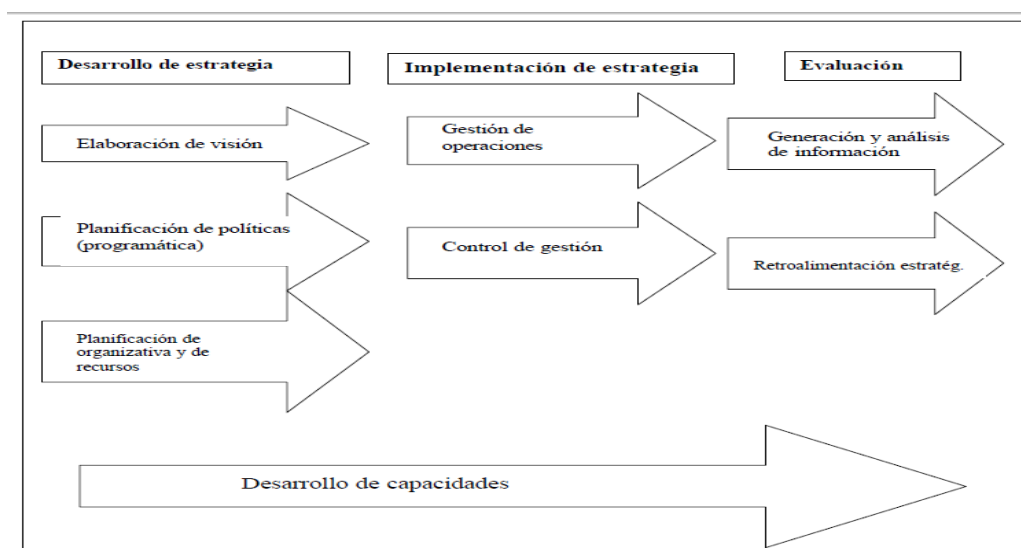 Desarrollo de estrategia
Implementación de estrategia
Evaluación
Elaboración de visión
Gestión de
operaciones
Generación y análisis
de información
Planificación de políticas
(programática)
Control de gestión
Retroalimentación estratég.
Planificación de
organizativa y de
recursos
Desarrollo de capacidades